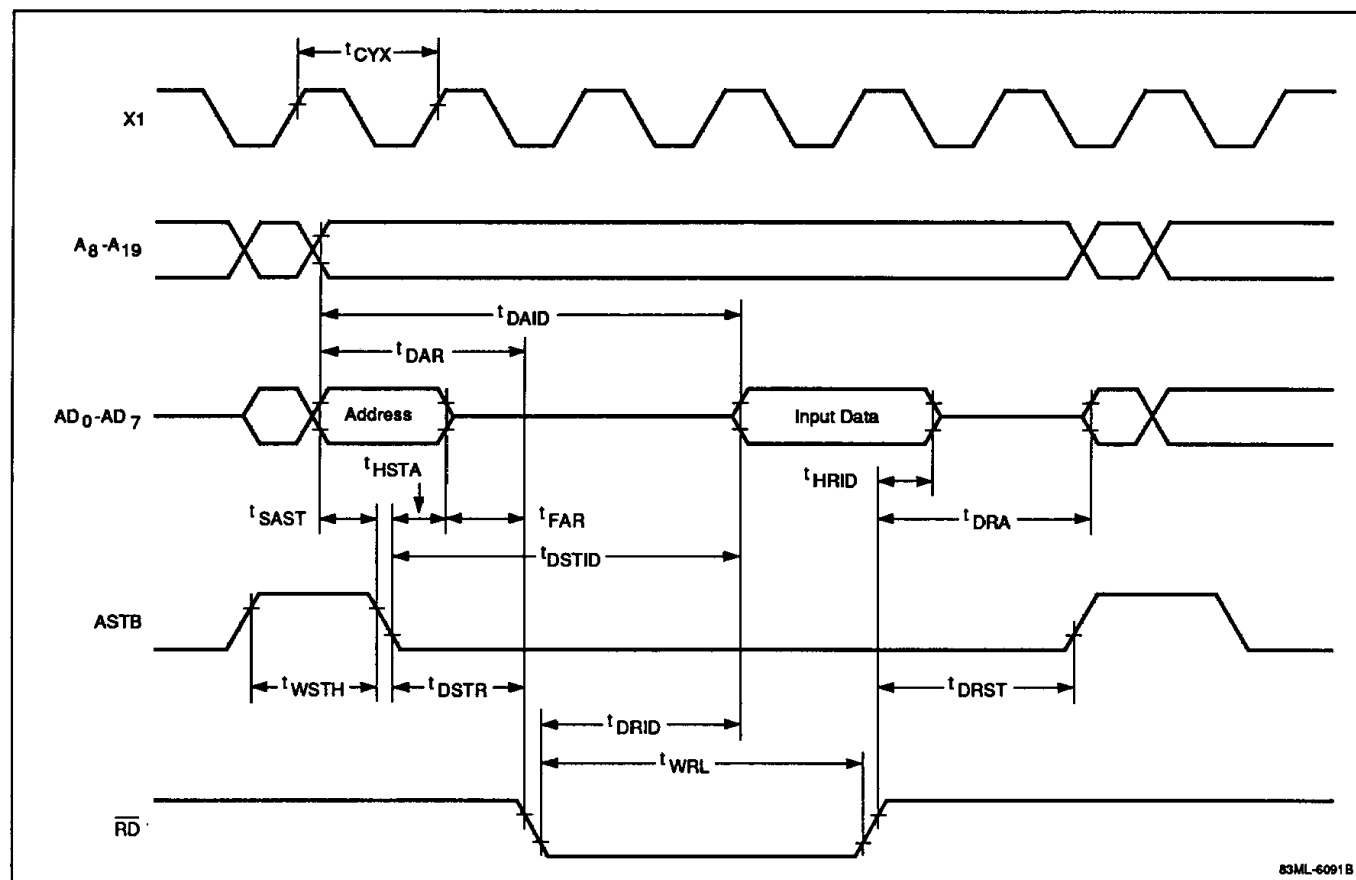 tCYX
X1
A8-A19
tDAID
tDAR
AD0-AD7
Address
Input Data
tHSTA
tHRID
tSAST
tFAR
tDRA
tDSTID
ASTB
tWSTH
tDSTR
tDRST
tDRID
tWRL
RD
83ML-6091B